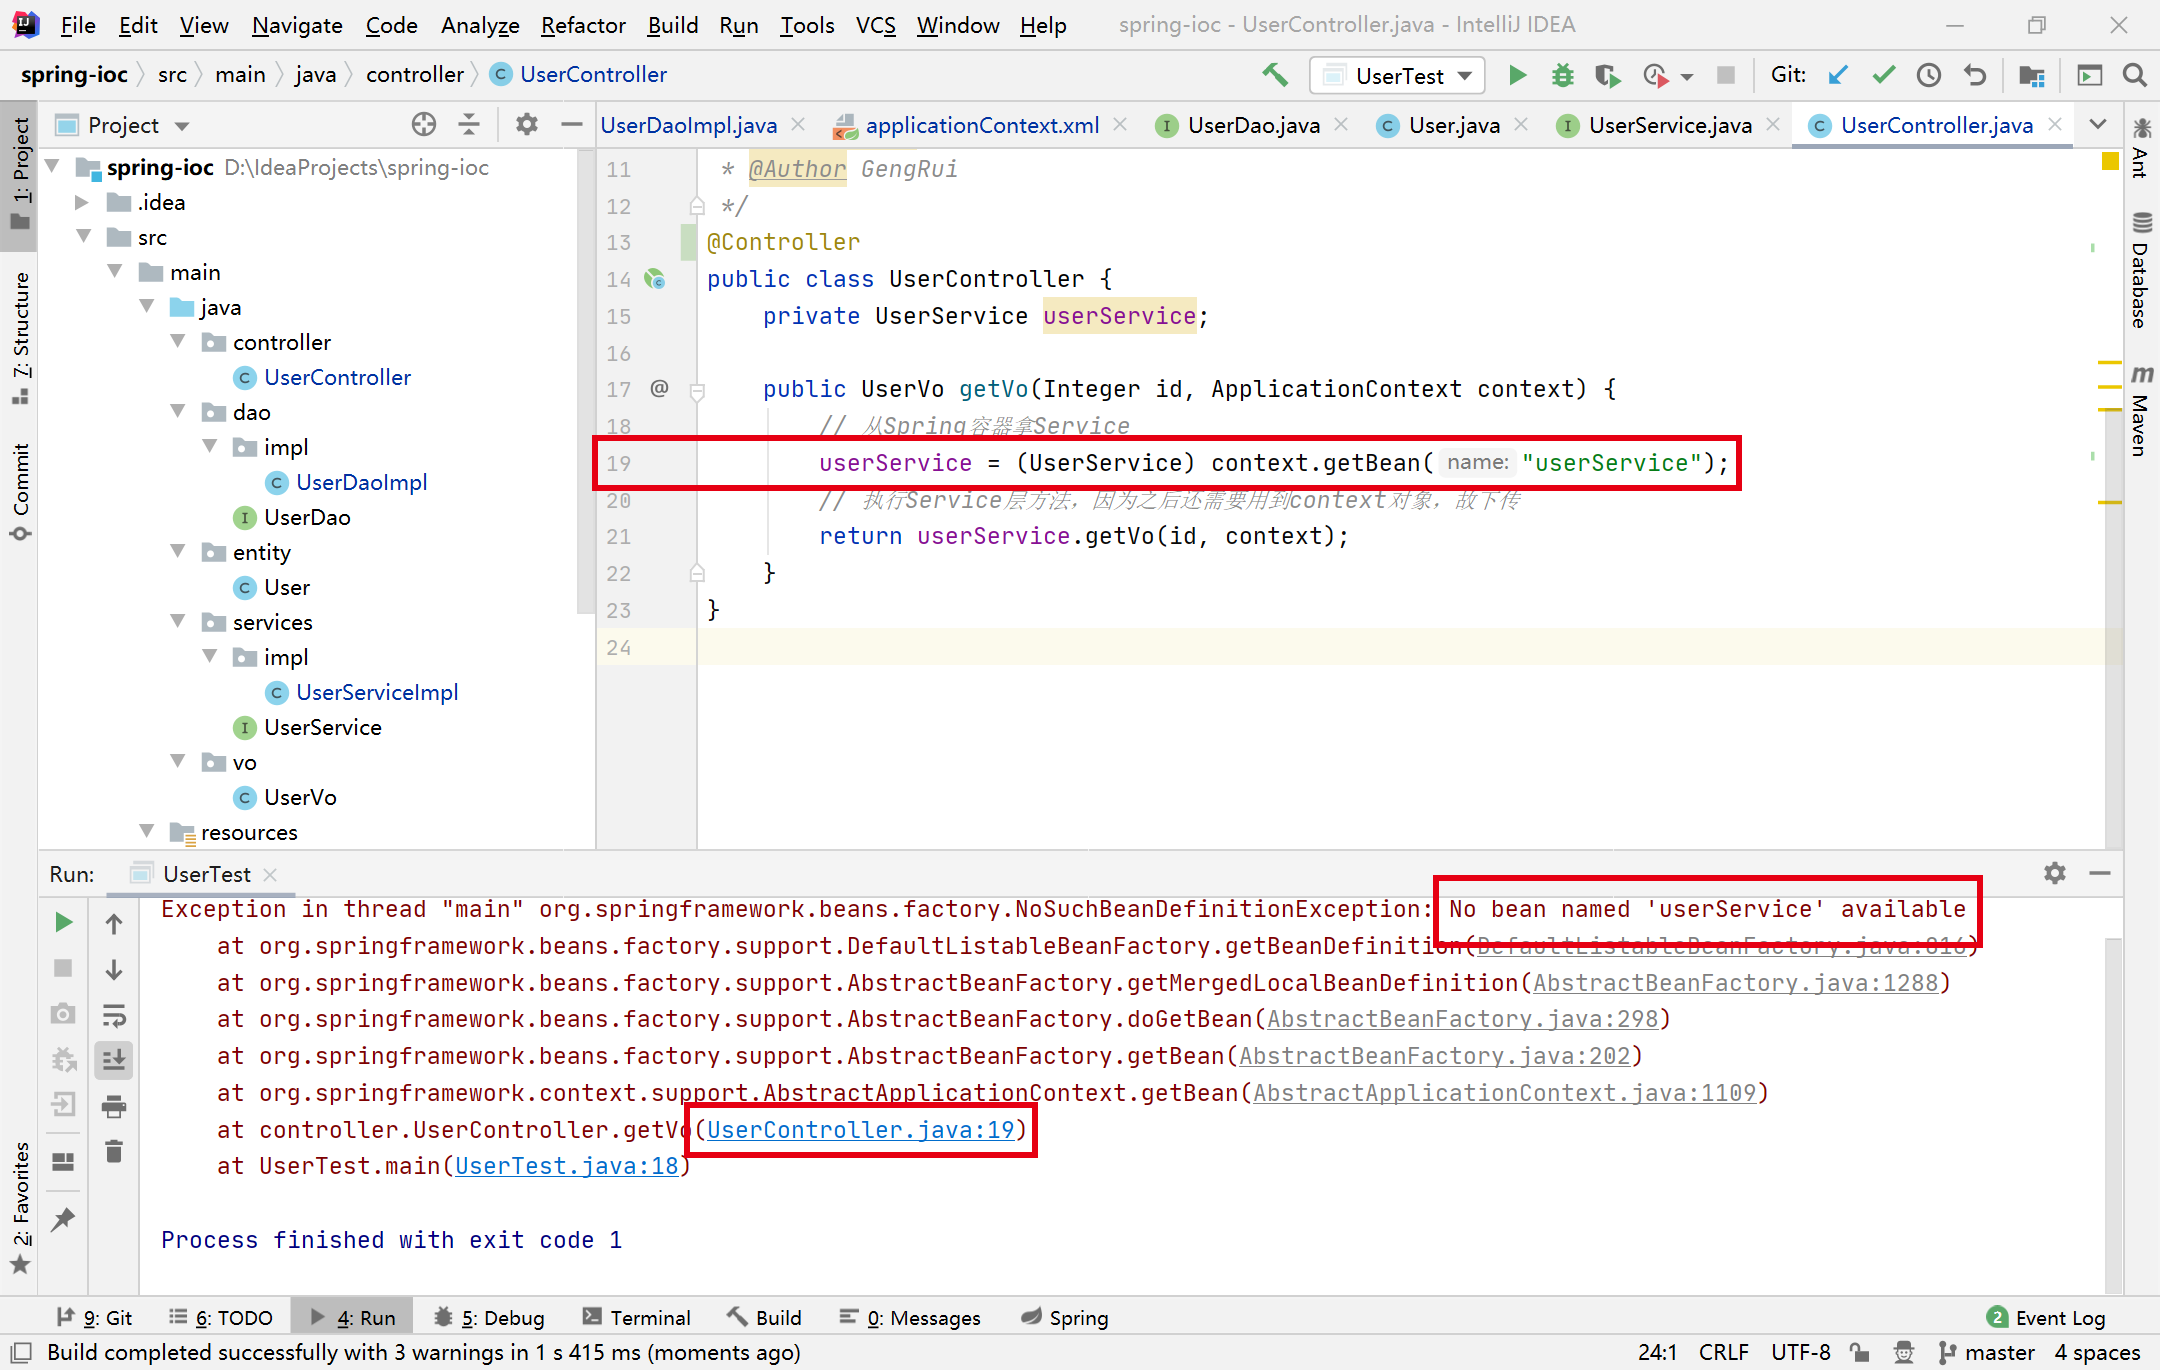 File Edit View Navigate Code Analyze Refactor Build Run Tools VCS Window Help spring-ioc - UserController.java - IntelliJ IDEA
spring-ioc src main java controller UserController UserTest Git:
Project
UserDaoImpl.java applicationContext.xml UserDao.java User.java UserService.java UserController.java
1: Project
7: Structure
Commit
2: Favorites
spring-ioc D:\IdeaProjects\spring-ioc
.idea
src
main
java
controller
UserController
dao
impl
UserDaoImpl
UserDao
entity
User
services
impl
UserServiceImpl
UserService
vo
UserVo
resources
11 * @Author GengRui
12 */
13 @Controller
14 public class UserController {
15 private UserService userService;
16
17 public UserVo getVo(Integer id, ApplicationContext context) {
18 // 从Spring容器拿Service
19 userService = (UserService) context.getBean( name: "userService");
20 // 执行Service层方法，因为之后还需要用到context对象，故下传
21 return userService.getVo(id, context);
22 }
23 }
24
Ant
Database
Maven
Run: UserTest
Exception in thread "main" org.springframework.beans.factory.NoSuchBeanDefinitionException: No bean named 'userService' available
at org.springframework.beans.factory.support.DefaultListableBeanFactory.getBeanDefinition(DefaultListableBeanFactory.java:816)
at org.springframework.beans.factory.support.AbstractBeanFactory.getMergedLocalBeanDefinition(AbstractBeanFactory.java:1288)
at org.springframework.beans.factory.support.AbstractBeanFactory.doGetBean(AbstractBeanFactory.java:298)
at org.springframework.beans.factory.support.AbstractBeanFactory.getBean(AbstractBeanFactory.java:202)
at org.springframework.context.support.AbstractApplicationContext.getBean(AbstractApplicationContext.java:1109)
at controller.UserController.getVo(UserController.java:19)
at UserTest.main(UserTest.java:18)
Process finished with exit code 1
9: Git 6: TODO 4: Run 5: Debug Terminal Build 0: Messages Spring 2 Event Log
Build completed successfully with 3 warnings in 1 s 415 ms (moments ago) 24:1 CRLF UTF-8 master 4 spaces